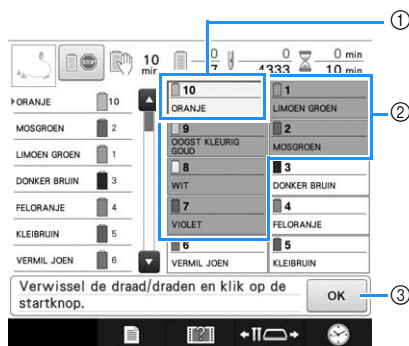 ①
10 min 0 7 0 4333 0 min 10 min
ORANJE 10
MOSGROEN 2
LIMOEN GROEN 1
DONKER BRUIN 3
FELORANJE 4
KLEIBRUIN 5
VERMIL JOEN 6
10
ORANJE
1
LIMOEN GROEN
②
9
OOGST KLEURIG
GOUD
2
MOSGROEN
8
WIT
3
DONKER BRUIN
7
VIOLET
4
FELORANJE
6
VERMIL JOEN
5
KLEIBRUIN
Verwissel de draad/draden en klik op de
startknop.
OK
③